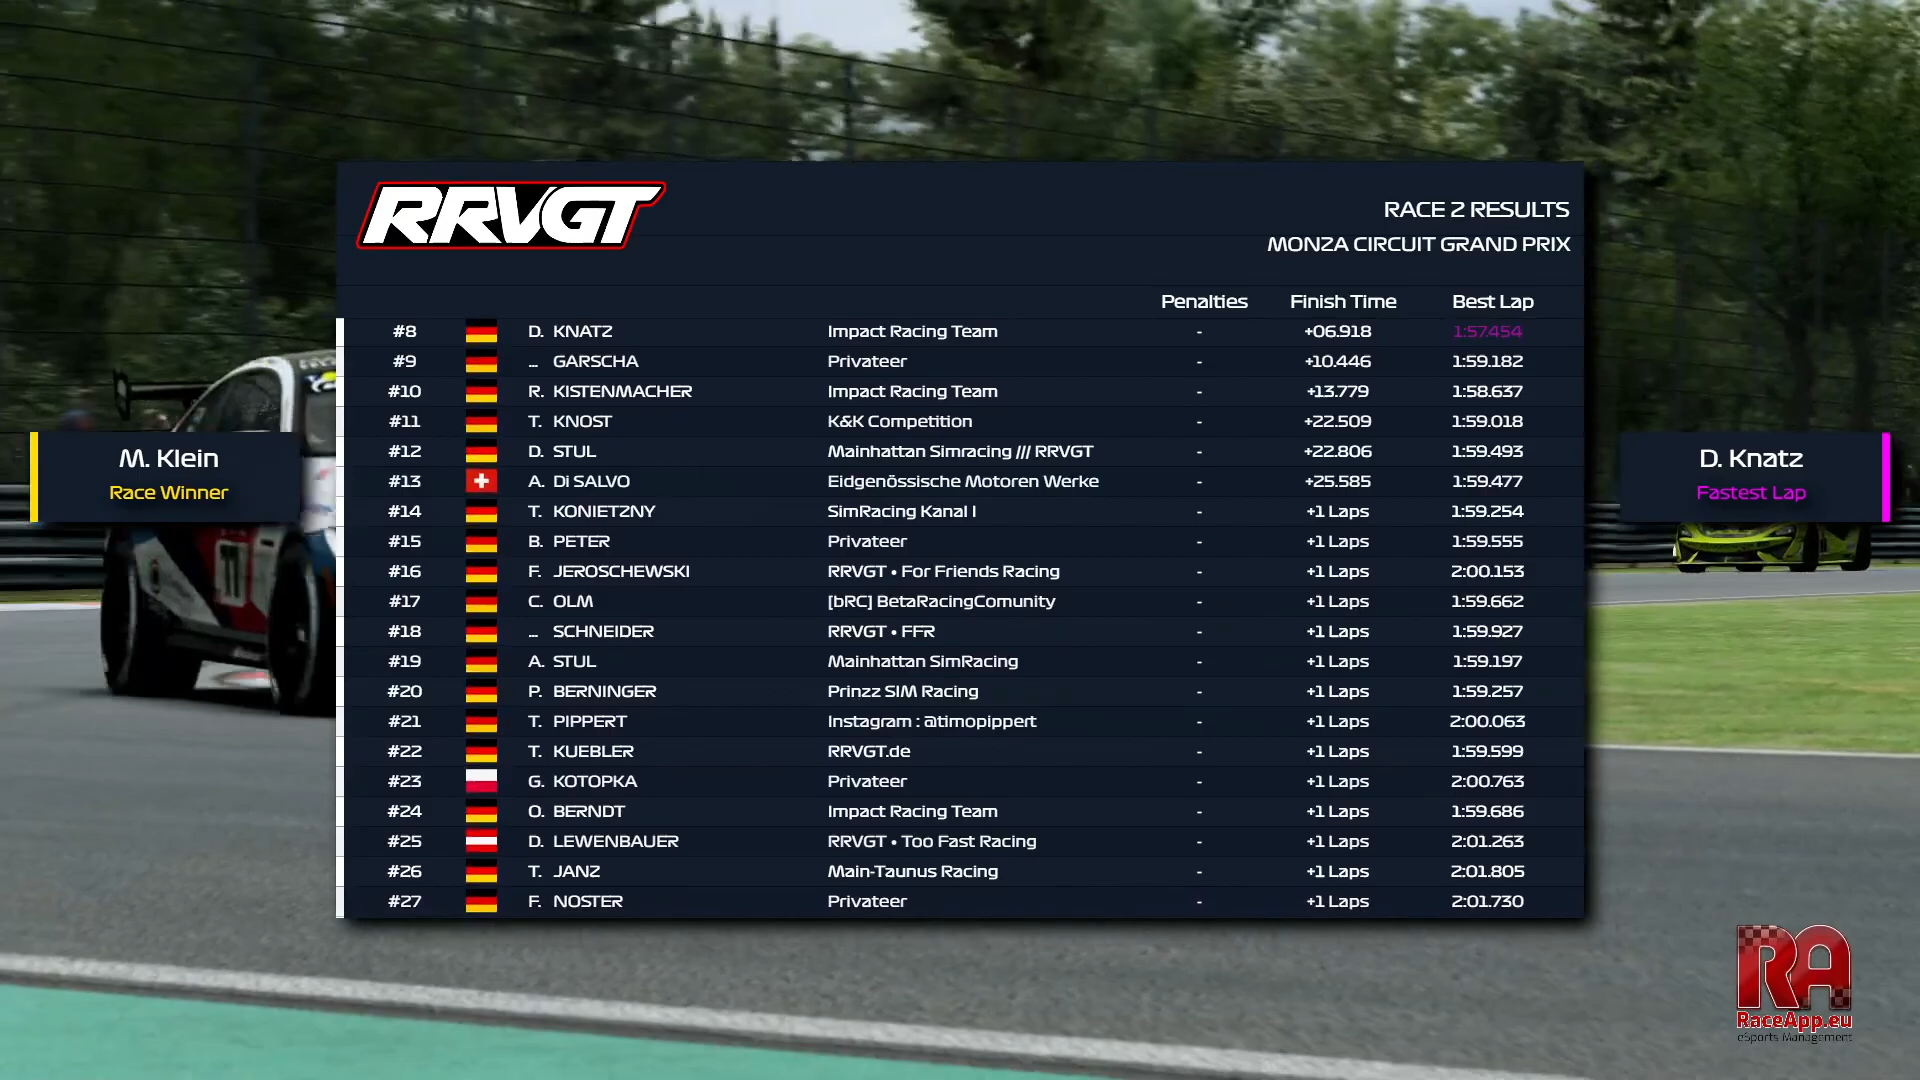 RRVGT
RACE 2 RESULTS
MONZA CIRCUIT GRAND PRIX
Penalties Finish Time Best Lap
#8 D. KNATZ Impact Racing Team - +06.918 1:57.454
#9 ... GARSCHA Privateer - +10.446 1:59.182
#10 R. KISTENMACHER Impact Racing Team - +13.779 1:58.637
#11 T. KNOST K&K Competition - +22.509 1:59.018
#12 D. STUL Mainhattan Simracing /// RRVGT - +22.806 1:59.493
#13 A. Di SALVO Eidgenössische Motoren Werke - +25.585 1:59.477
#14 T. KONIETZNY SimRacing Kanal I - +1 Laps 1:59.254
#15 B. PETER Privateer - +1 Laps 1:59.555
#16 F. JEROSCHEWSKI RRVGT • For Friends Racing - +1 Laps 2:00.153
#17 C. OLM [bRC] BetaRacingComunity - +1 Laps 1:59.662
#18 ... SCHNEIDER RRVGT • FFR - +1 Laps 1:59.927
#19 A. STUL Mainhattan SimRacing - +1 Laps 1:59.197
#20 P. BERNINGER Prinzz SIM Racing - +1 Laps 1:59.257
#21 T. PIPPERT Instagram : @timopippert - +1 Laps 2:00.063
#22 T. KUEBLER RRVGT.de - +1 Laps 1:59.599
#23 G. KOTOPKA Privateer - +1 Laps 2:00.763
#24 O. BERNDT Impact Racing Team - +1 Laps 1:59.686
#25 D. LEWENBAUER RRVGT • Too Fast Racing - +1 Laps 2:01.263
#26 T. JANZ Main-Taunus Racing - +1 Laps 2:01.805
#27 F. NOSTER Privateer - +1 Laps 2:01.730
M. Klein
Race Winner
D. Knatz
Fastest Lap
RA
RaceApp.eu
eSports Management